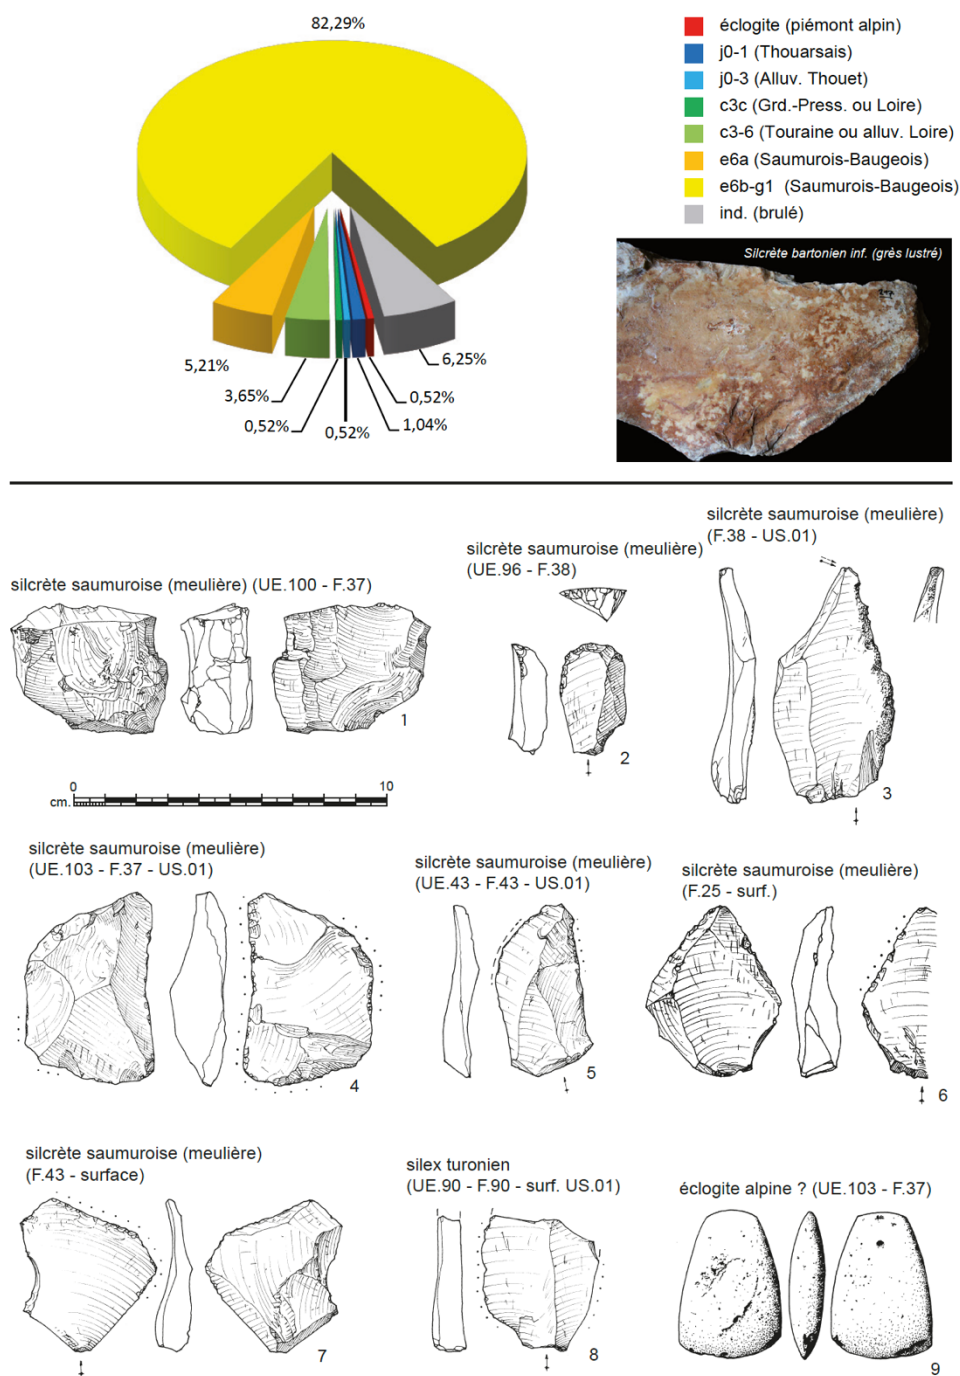 82,29%
5,21%
3,65%
0,52%
0,52%
1,04%
0,52%
6,25%
éclogite (piémont alpin)
j0-1 (Thouarsais)
j0-3 (Alluv. Thouet)
c3c (Grd.-Press. ou Loire)
c3-6 (Touraine ou alluv. Loire)
e6a (Saumurois-Baugeois)
e6b-g1 (Saumurois-Baugeois)
ind. (brulé)
Silcrète bartonien inf. (grès lustré)
silcrète saumuroise (meulière) (UE.100 - F.37)
1
silcrète saumuroise (meulière)
(UE.96 - F.38)
2
silcrète saumuroise (meulière)
(F.38 - US.01)
3
0
10
cm.
silcrète saumuroise (meulière)
(UE.103 - F.37 - US.01)
4
silcrète saumuroise (meulière)
(UE.43 - F.43 - US.01)
5
silcrète saumuroise (meulière)
(F.25 - surf.)
6
silcrète saumuroise (meulière)
(F.43 - surface)
7
silex turonien
(UE.90 - F.90 - surf. US.01)
8
éclogite alpine ? (UE.103 - F.37)
9